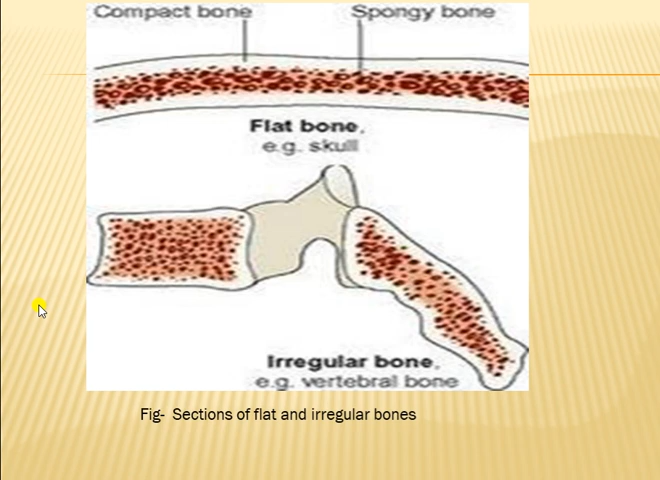 Compact bone Spongy bone
Flat bone,
e.g. skull
Irregular bone,
e.g. vertebral bone
Fig- Sections of flat and irregular bones